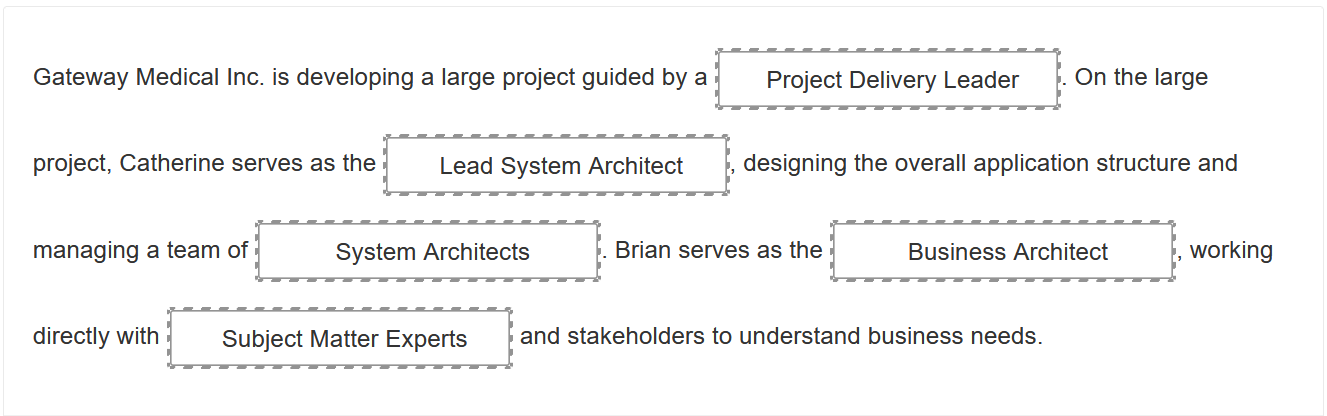 Gateway Medical Inc. is developing a large project guided by a Project Delivery Leader. On the large
project, Catherine serves as the Lead System Architect, designing the overall application structure and
managing a team of System Architects. Brian serves as the Business Architect, working
directly with Subject Matter Experts and stakeholders to understand business needs.